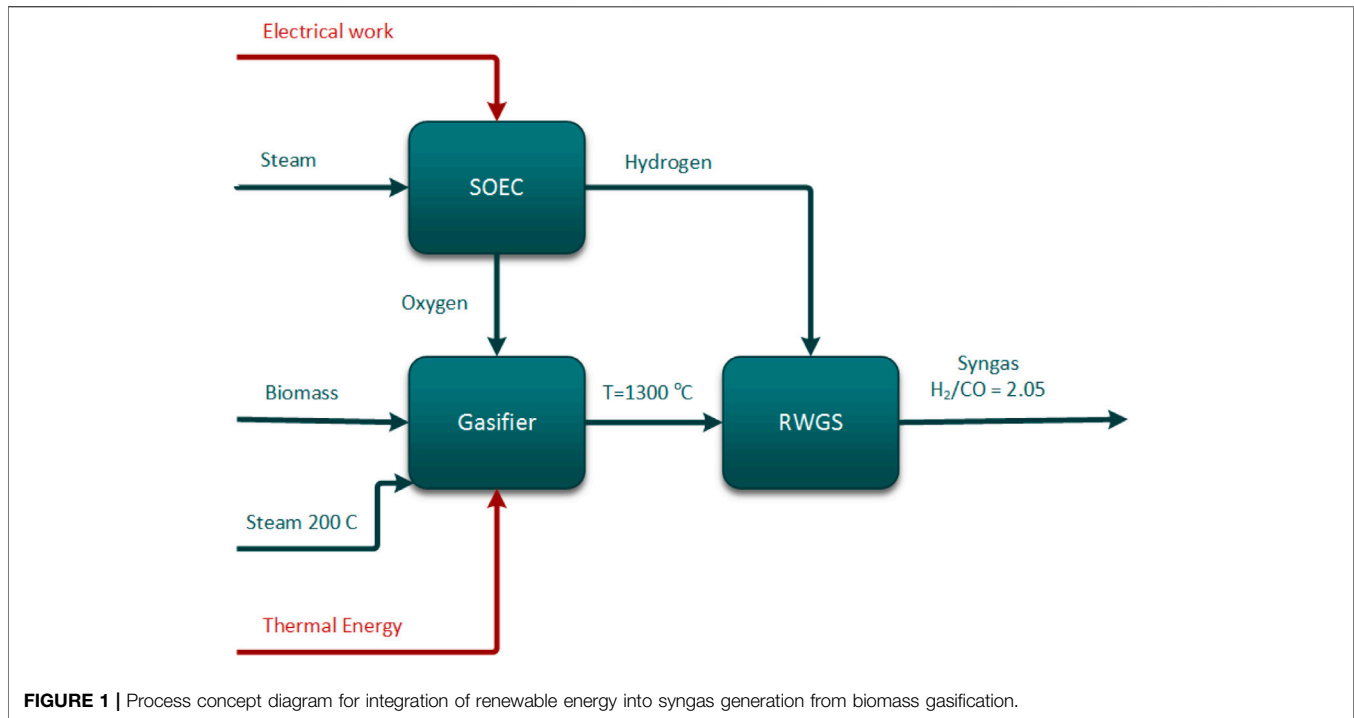 Electrical work
Steam
SOEC
Hydrogen
Oxygen
Biomass
Gasifier
T=1300 °C
RWGS
Syngas
H₂/CO = 2.05
Steam 200 C
Thermal Energy
FIGURE 1 | Process concept diagram for integration of renewable energy into syngas generation from biomass gasification.